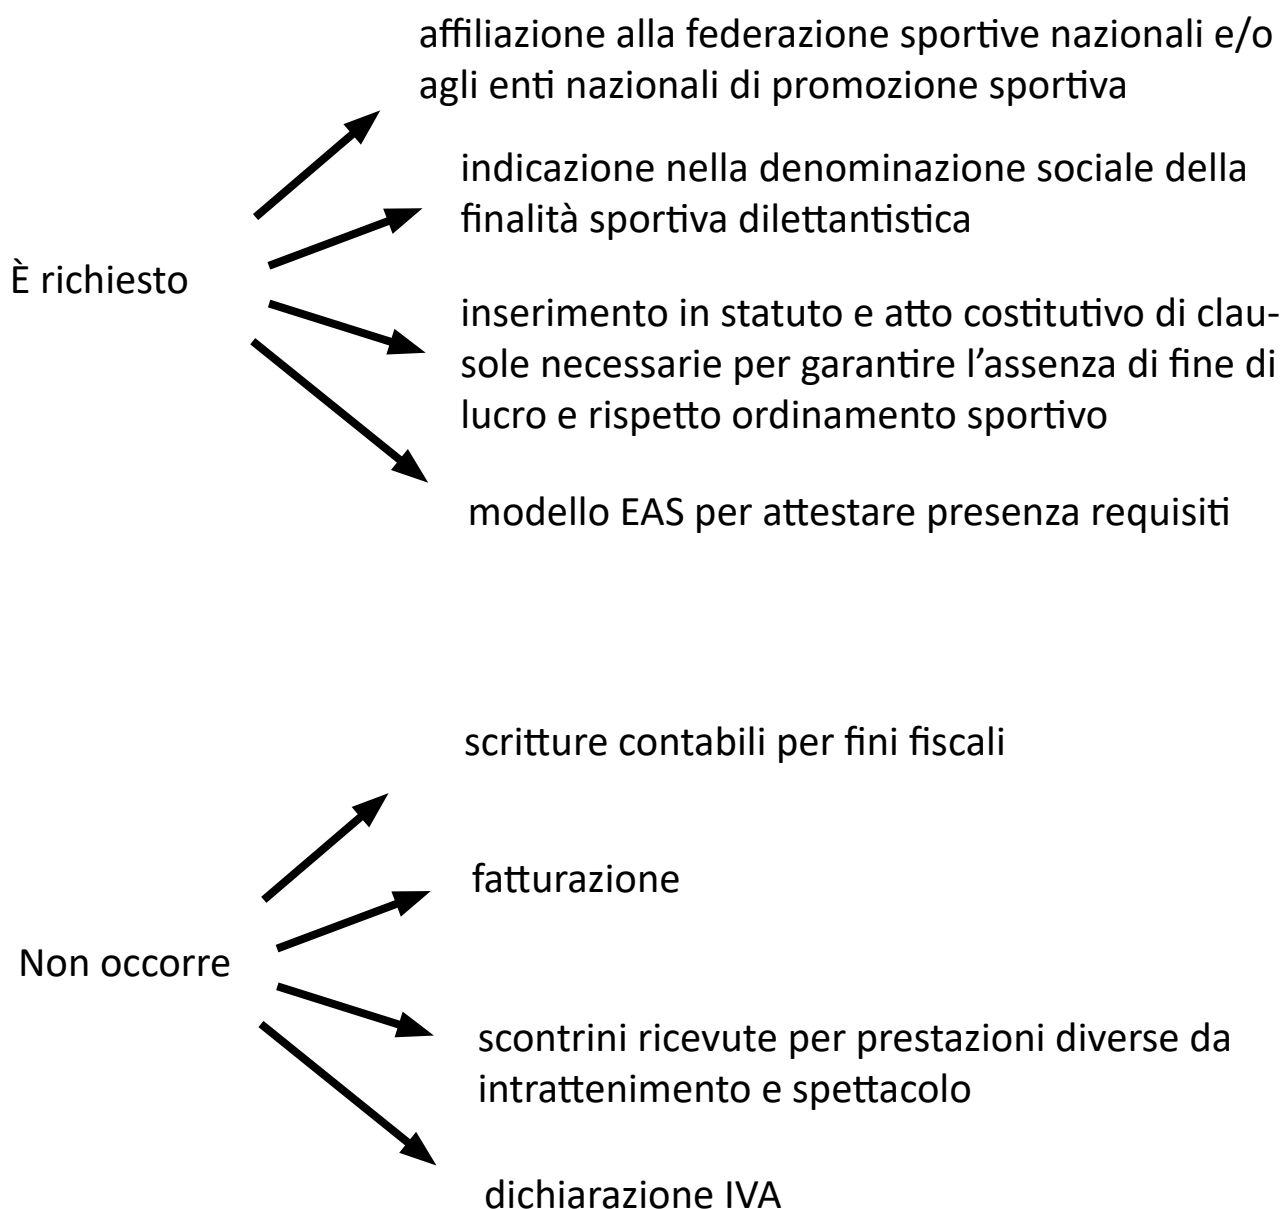 affiliazione alla federazione sportive nazionali e/o
agli enti nazionali di promozione sportiva
indicazione nella denominazione sociale della
finalità sportiva dilettantistica
È richiesto
inserimento in statuto e atto costitutivo di clau-
sole necessarie per garantire l'assenza di fine di
lucro e rispetto ordinamento sportivo
modello EAS per attestare presenza requisiti
scritture contabili per fini fiscali
fatturazione
Non occorre
scontrini ricevute per prestazioni diverse da
intrattenimento e spettacolo
dichiarazione IVA